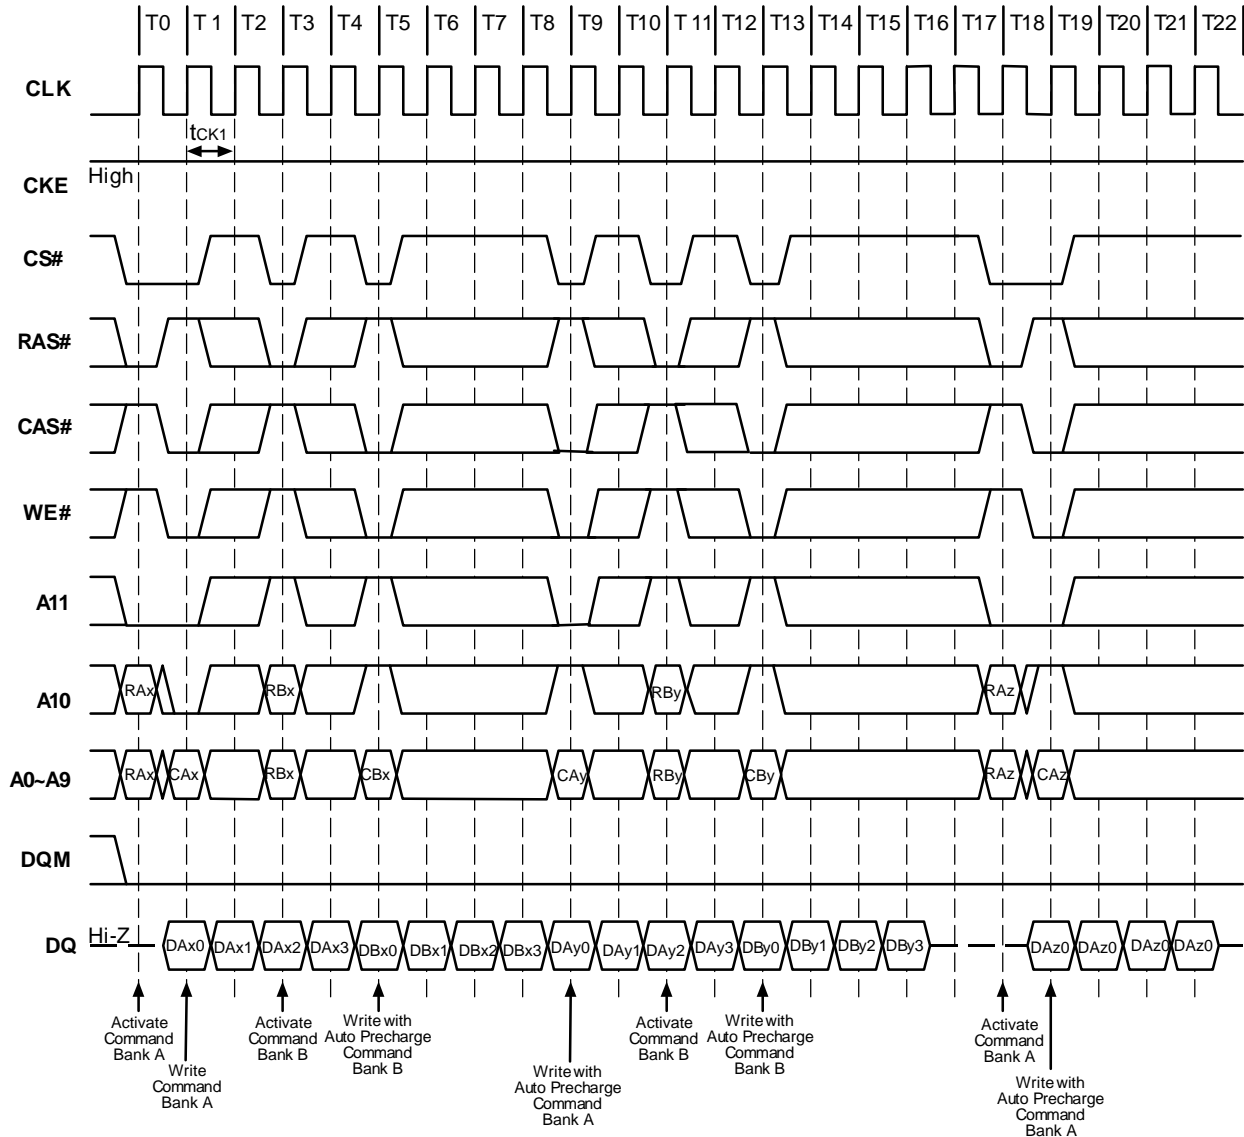 T0 T 1 T2 T3 T4 T5 T6 T7 T8 T9 T10 T 11 T12 T13 T14 T15 T16 T17 T18 T19 T20 T21 T22
CLK
tCK1
High
CKE
CS#
RAS#
CAS#
WE#
A11
A10 RAx RBx RBy RAz
A0~A9 RAx CAx RBx CBx CAy RBy CBy RAz CAz
DQM
DQ Hi-Z DAx0 DAx1 DAx2 DAx3 DBx0 DBx1 DBx2 DBx3 DAy0 DAy1 DAy2 DAy3 DBy0 DBy1 DBy2 DBy3 DAz0 DAz0 DAz0 DAz0
Activate
Command
Bank A
Write
Command
Bank A
Activate
Command
Bank B
Write with
Auto Precharge
Command
Bank B
Write with
Auto Precharge
Command
Bank A
Activate
Command
Bank B
Write with
Auto Precharge
Command
Bank B
Activate
Command
Bank A
Write with
Auto Precharge
Command
Bank A